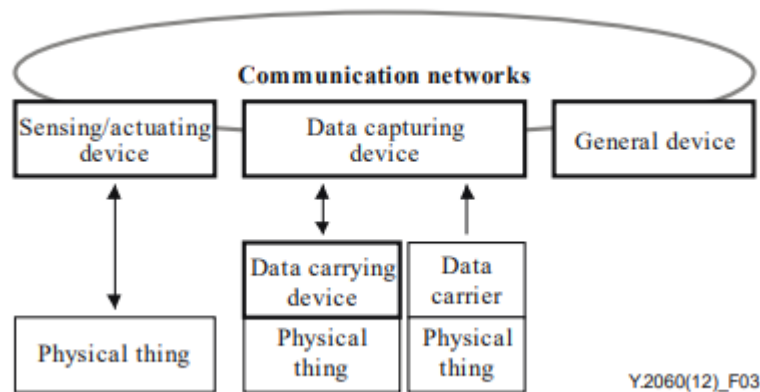 Communication networks
Sensing/actuating
device
Data capturing
device
General device
Data carrying
device
Data
carrier
Physical thing
Physical
thing
Physical
thing
Y.2060(12)_F03